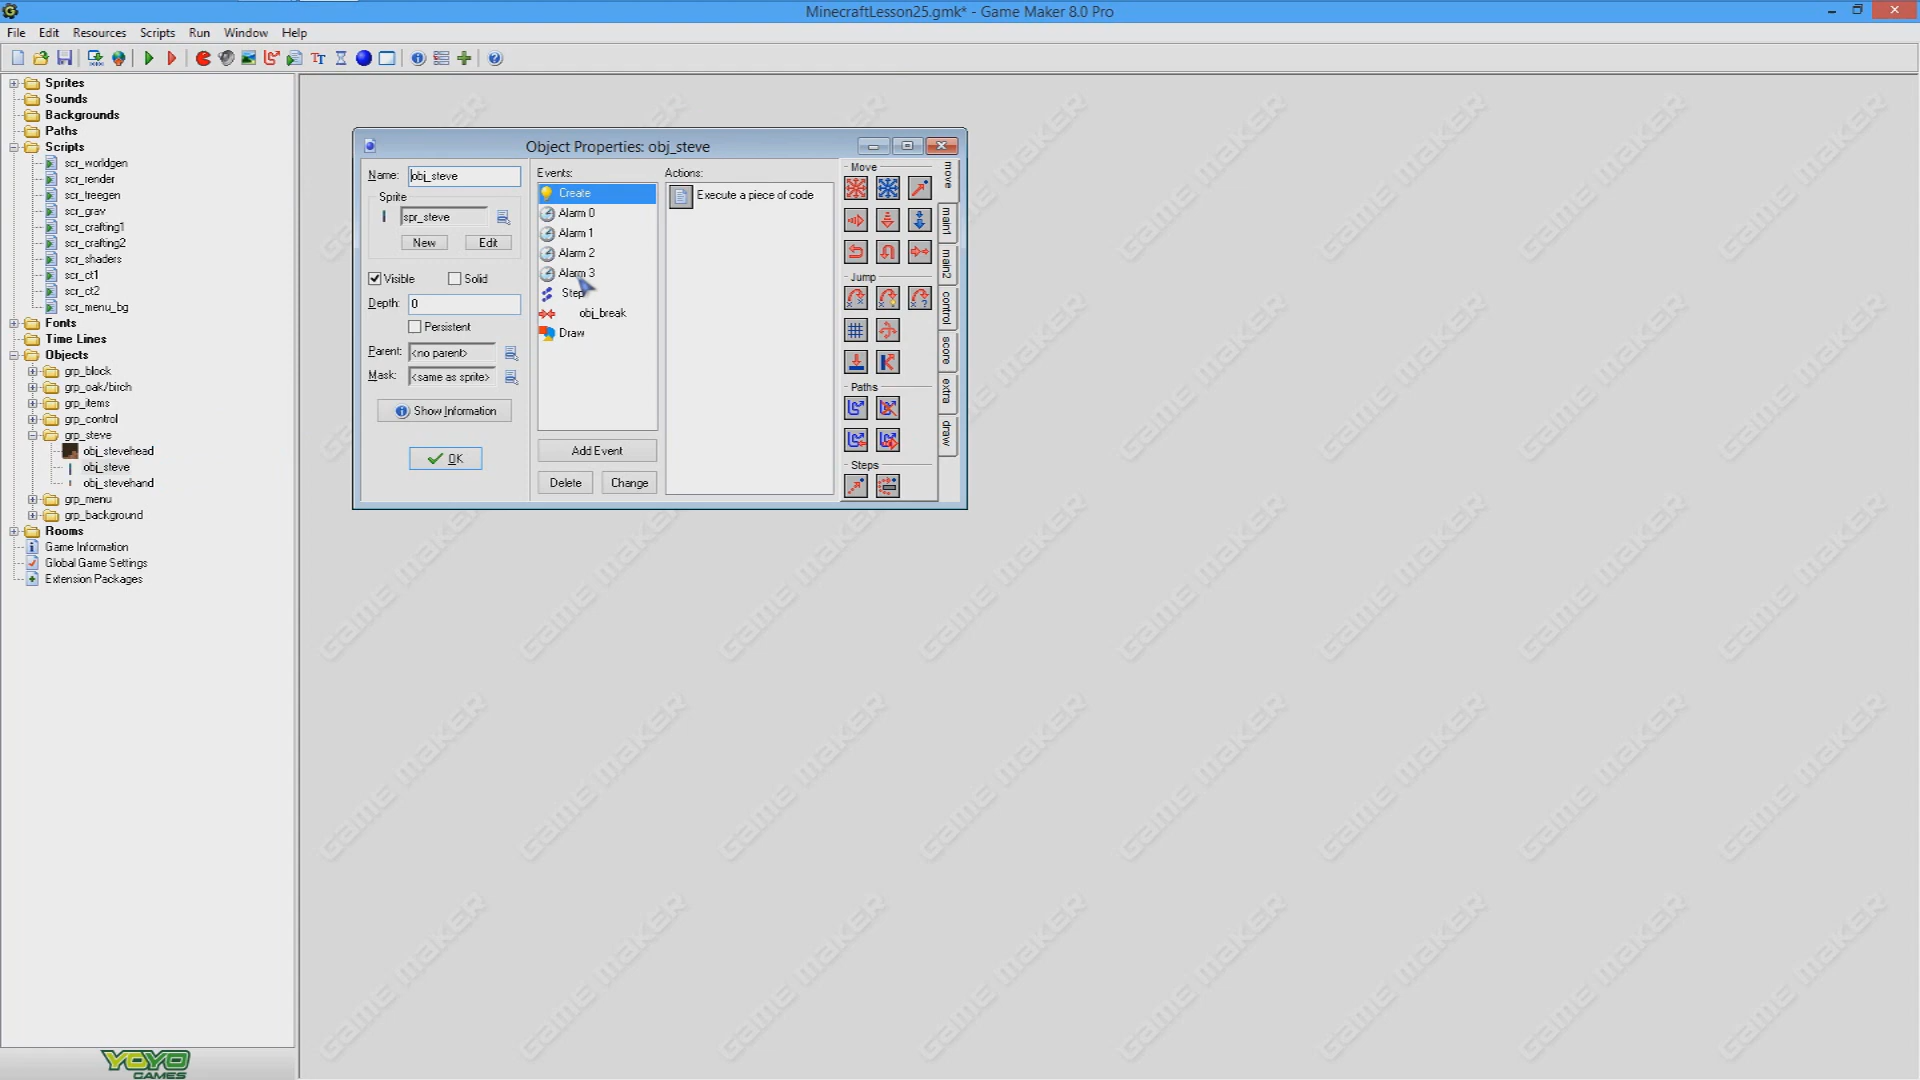 MinecraftLesson25.gmk* - Game Maker 8.0 Pro
File Edit Resources Scripts Run Window Help
Sprites
Sounds
Backgrounds
Paths
Scripts
scr_worldgen
scr_render
scr_treegen
scr_grav
scr_crafting1
scr_crafting2
scr_shaders
scr_ct1
scr_ct2
scr_menu_bg
Fonts
Time Lines
Objects
grp_block
grp_oak/birch
grp_items
grp_control
grp_steve
obj_stevehead
obj_steve
obj_stevehand
grp_menu
grp_background
Rooms
Game Information
Global Game Settings
Extension Packages
YOYO
GAMES
Object Properties: obj_steve
Name: obj_steve
Sprite
spr_steve
New Edit
Visible Solid
Depth: 0
Persistent
Parent: <no parent>
Mask: <same as sprite>
Show Information
OK
Events:
Create
Alarm 0
Alarm 1
Alarm 2
Alarm 3
Step
obj_break
Draw
Add Event
Delete Change
Actions:
Execute a piece of code
Move
Jump
Paths
Steps
move
main1
main2
control
score
extra
draw
GAME MAKER